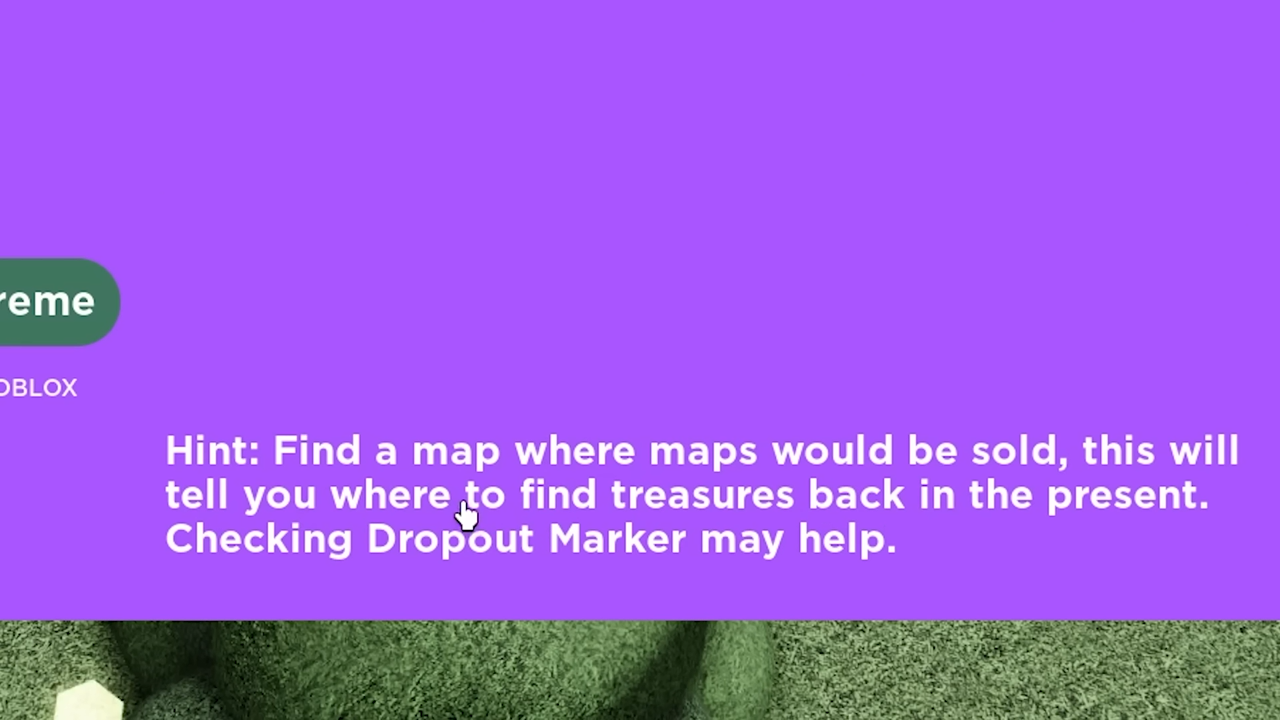 reme
OBLOX
Hint: Find a map where maps would be sold, this will
tell you where to find treasures back in the present.
Checking Dropout Marker may help.